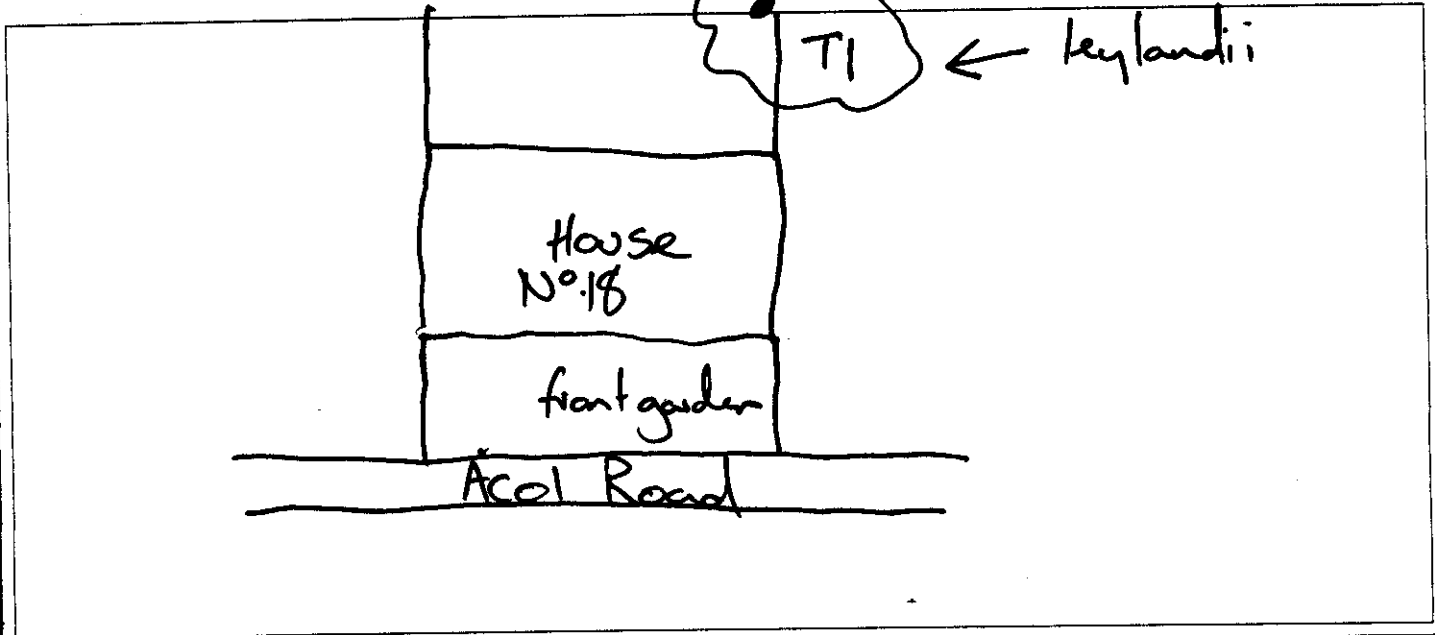 T1 ← leylandii
House
Nº.18
front garden
Acol Road